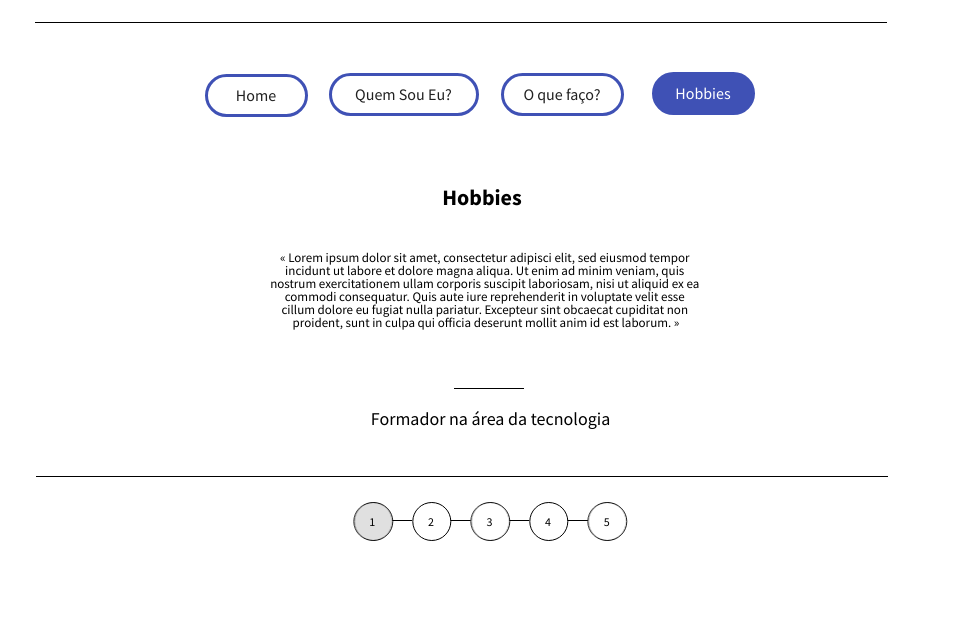 Home
Quem Sou Eu?
O que faço?
Hobbies
Hobbies
« Lorem ipsum dolor sit amet, consectetur adipisci elit, sed eiusmod tempor
incidunt ut labore et dolore magna aliqua. Ut enim ad minim veniam, quis
nostrum exercitationem ullam corporis suscipit laboriosam, nisi ut aliquid ex ea
commodi consequatur. Quis aute iure reprehenderit in voluptate velit esse
cillum dolore eu fugiat nulla pariatur. Excepteur sint obcaecat cupiditat non
proident, sunt in culpa qui officia deserunt mollit anim id est laborum. »
Formador na área da tecnologia
1
2
3
4
5